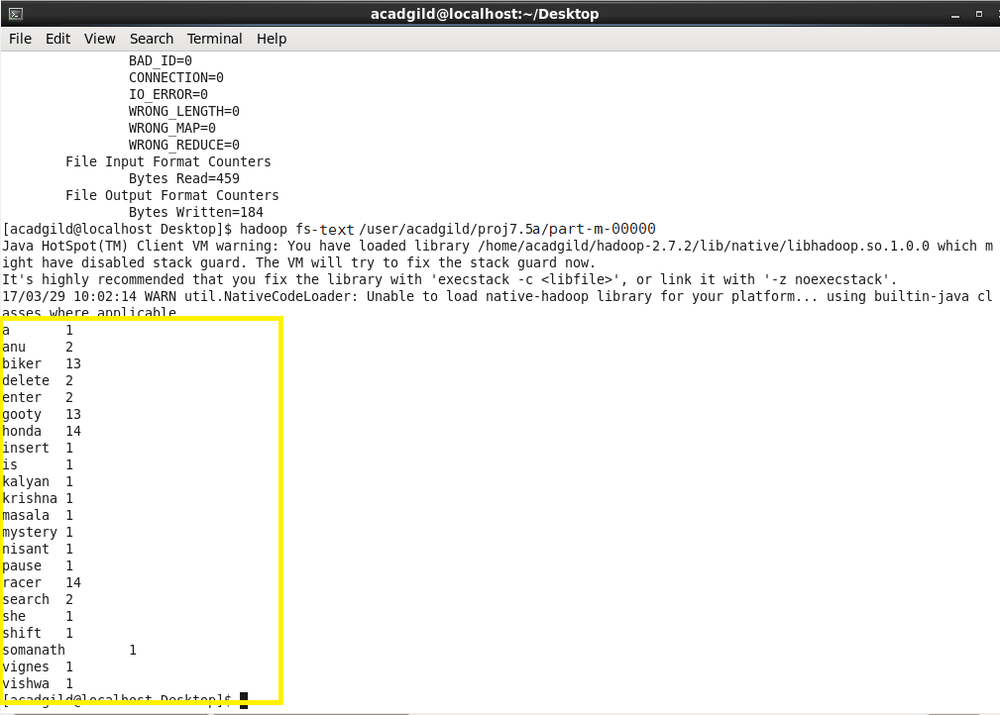 acadgild@localhost:~/Desktop
File Edit View Search Terminal Help
BAD_ID=0
CONNECTION=0
IO_ERROR=0
WRONG_LENGTH=0
WRONG_MAP=0
WRONG_REDUCE=0
File Input Format Counters
Bytes Read=459
File Output Format Counters
Bytes Written=184
[acadgild@localhost Desktop]$ hadoop fs-text /user/acadgild/proj7.5a/part-m-00000
Java HotSpot(TM) Client VM warning: You have loaded library /home/acadgild/hadoop-2.7.2/lib/native/libhadoop.so.1.0.0 which m
ight have disabled stack guard. The VM will try to fix the stack guard now.
It's highly recommended that you fix the library with 'execstack -c <libfile>', or link it with '-z noexecstack'.
17/03/29 10:02:14 WARN util.NativeCodeLoader: Unable to load native-hadoop library for your platform... using builtin-java cl
asses where applicable
a 1
anu 2
biker 13
delete 2
enter 2
gooty 13
honda 14
insert 1
is 1
kalyan 1
krishna 1
masala 1
mystery 1
nisant 1
pause 1
racer 14
search 2
she 1
shift 1
somanath 1
vignes 1
vishwa 1
[acadgild@localhost Desktop]$